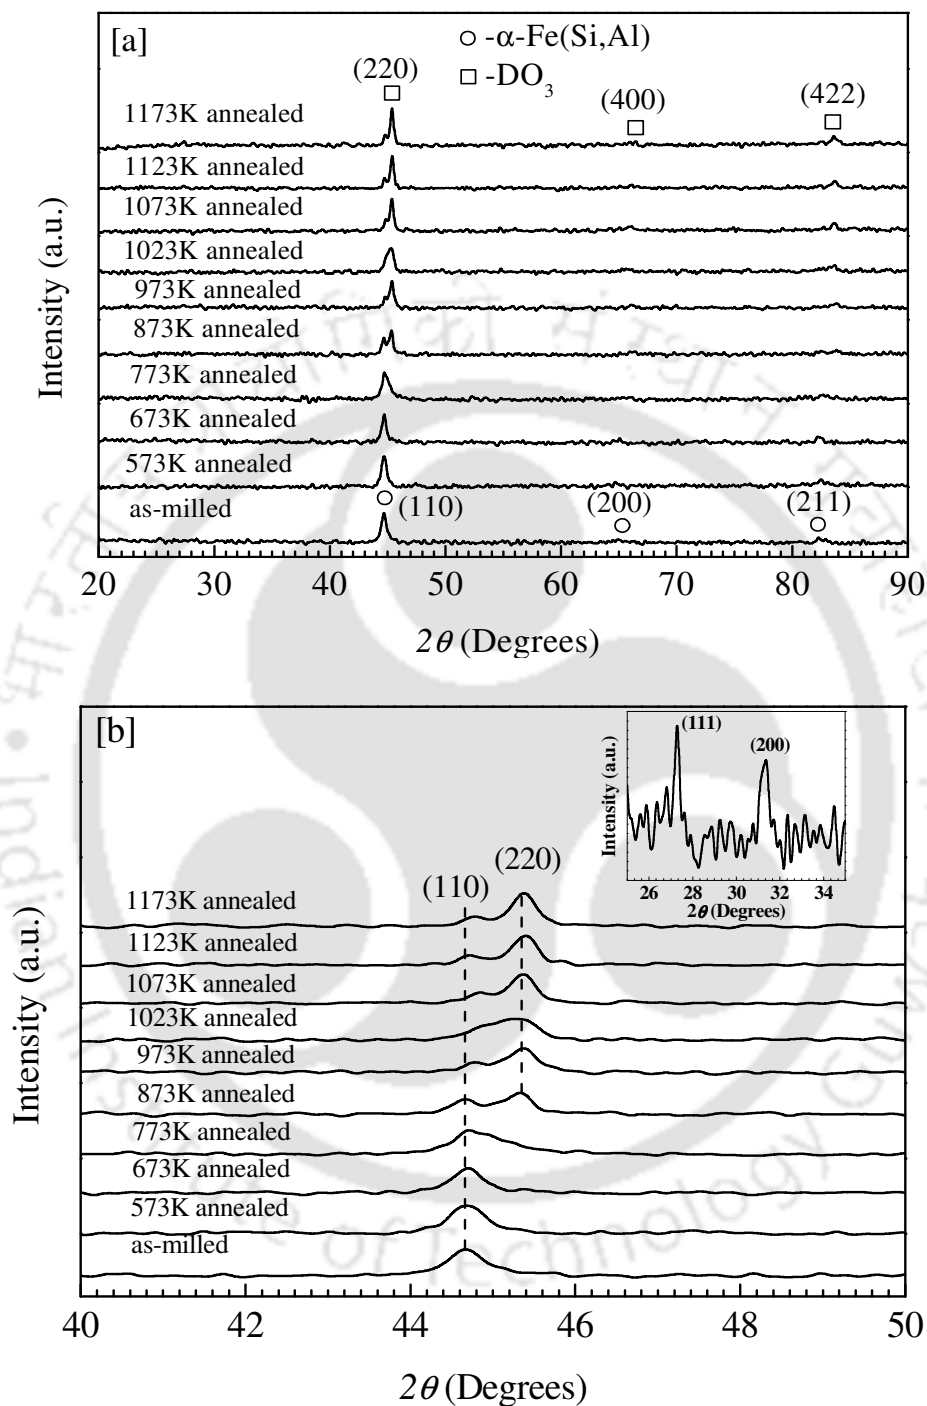 [a]
○ -α-Fe(Si,Al)
□ -DO₃
(220)
(400)
(422)
1173K annealed
1123K annealed
1073K annealed
1023K annealed
973K annealed
873K annealed
773K annealed
673K annealed
573K annealed
as-milled
(110)
(200)
(211)
Intensity (a.u.)
20 30 40 50 60 70 80 90
2θ (Degrees)
[b]
(111)
(200)
Intensity (a.u.)
26 28 30 32 34
2θ (Degrees)
(110)
(220)
1173K annealed
1123K annealed
1073K annealed
1023K annealed
973K annealed
873K annealed
773K annealed
673K annealed
573K annealed
as-milled
Intensity (a.u.)
40 42 44 46 48 50
2θ (Degrees)
Institute of Technology